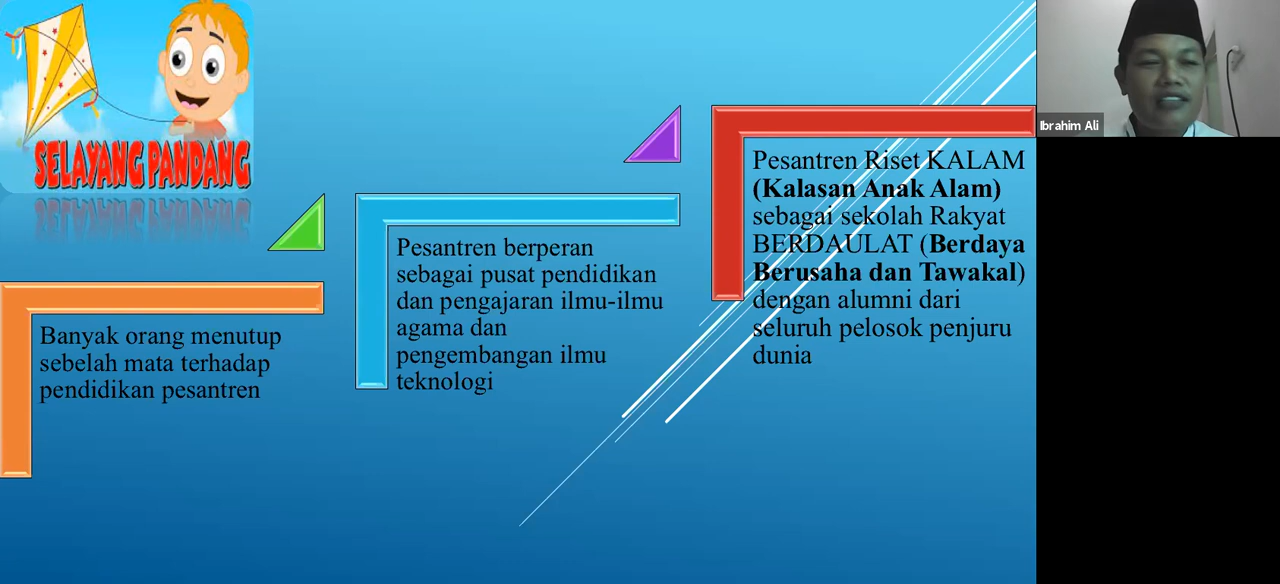 SELAYANG PANDANG
Banyak orang menutup
sebelah mata terhadap
pendidikan pesantren
Pesantren berperan
sebagai pusat pendidikan
dan pengajaran ilmu-ilmu
agama dan
pengembangan ilmu
teknologi
Pesantren Riset KALAM
(Kalasan Anak Alam)
sebagai sekolah Rakyat
BERDAULAT (Berdaya
Berusaha dan Tawakal)
dengan alumni dari
seluruh pelosok penjuru
dunia
Ibrahim Ali